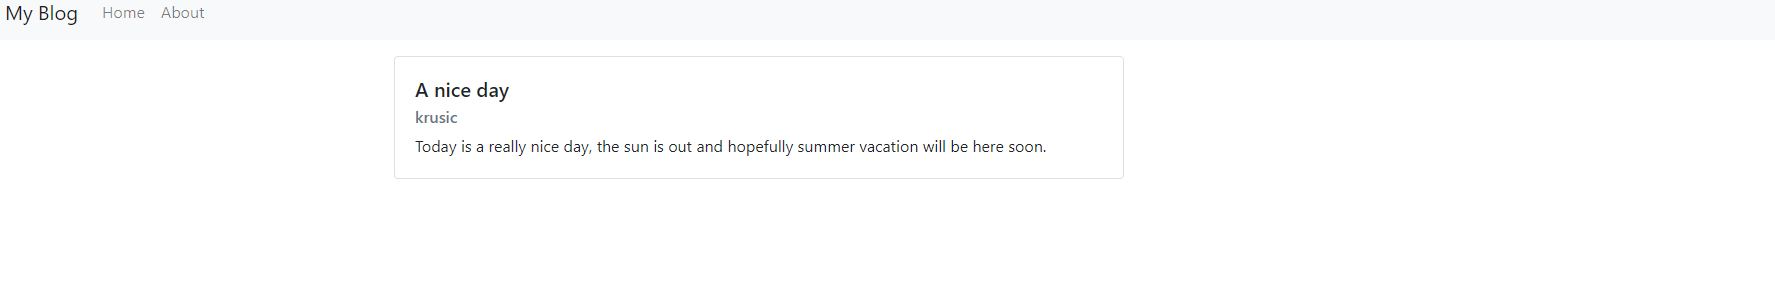 My Blog Home About
A nice day
krusic
Today is a really nice day, the sun is out and hopefully summer vacation will be here soon.